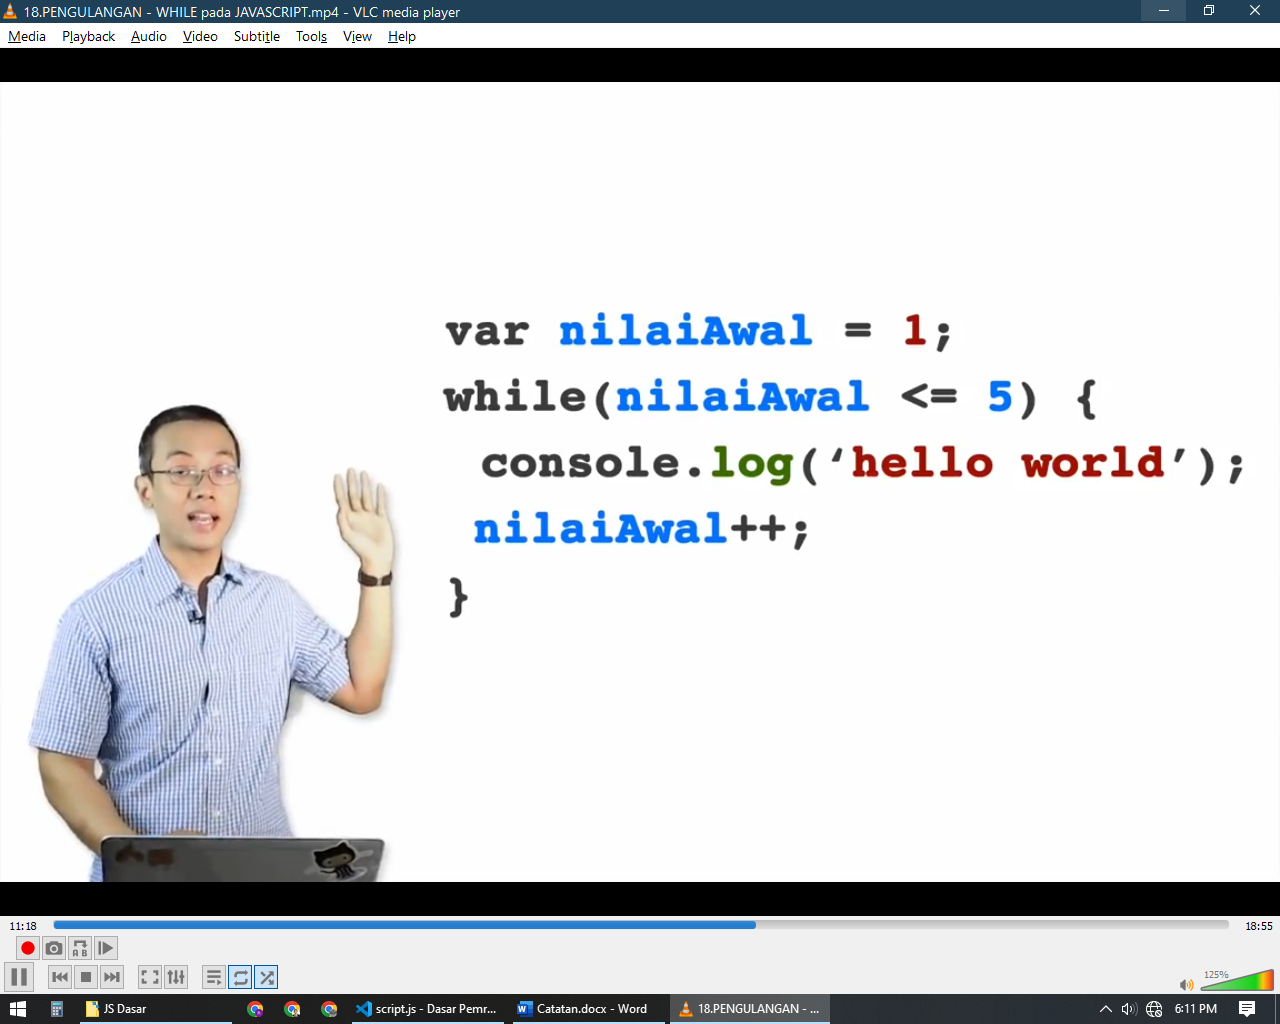 18.PENGULANGAN - WHILE pada JAVASCRIPT.mp4 - VLC media player
Media Playback Audio Video Subtitle Tools View Help
var nilaiAwal = 1;
while(nilaiAwal <= 5) {
console.log(‘hello world’);
nilaiAwal++;
}
11:18 18:55
A B
125%
JS Dasar script.js - Dasar Pemr... Catatan.docx - Word 18.PENGULANGAN - ... 6:11 PM